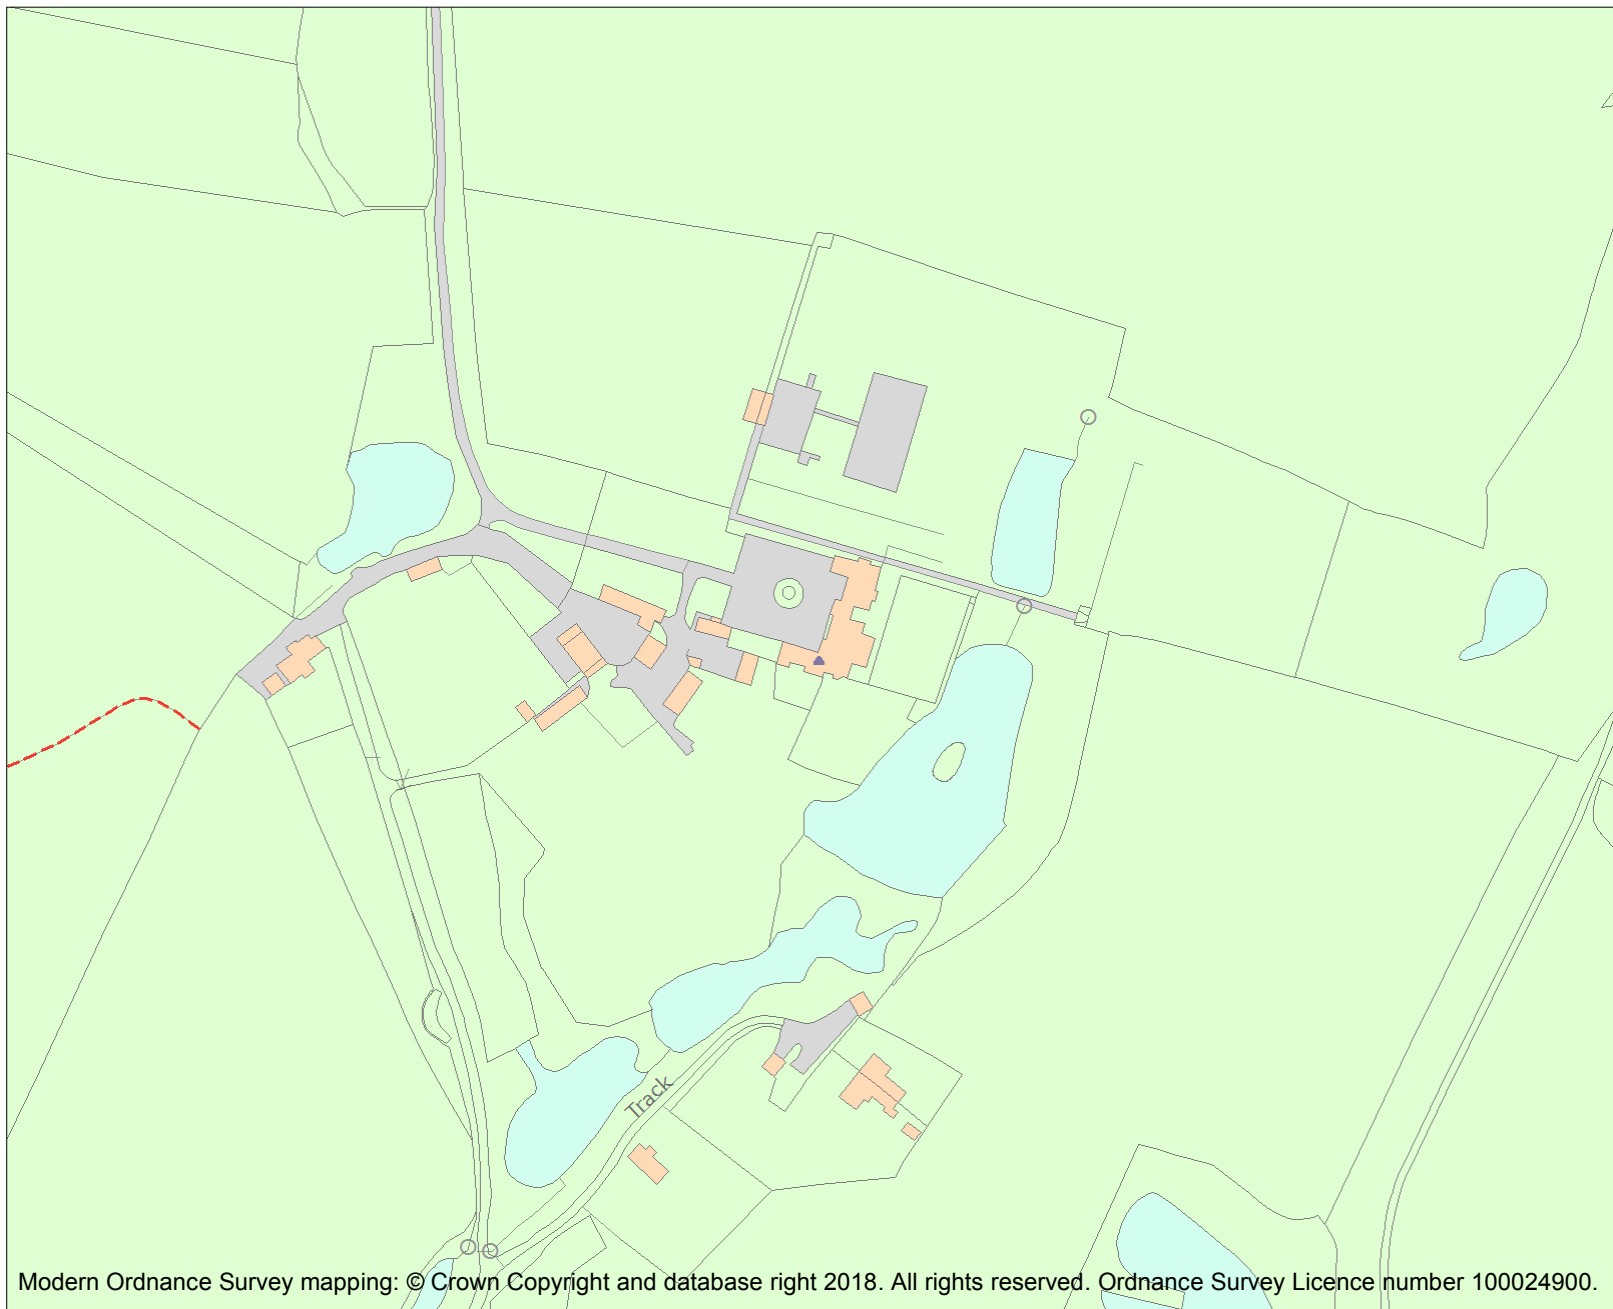 Track
Modern Ordnance Survey mapping: © Crown Copyright and database right 2018. All rights reserved. Ordnance Survey Licence number 100024900.